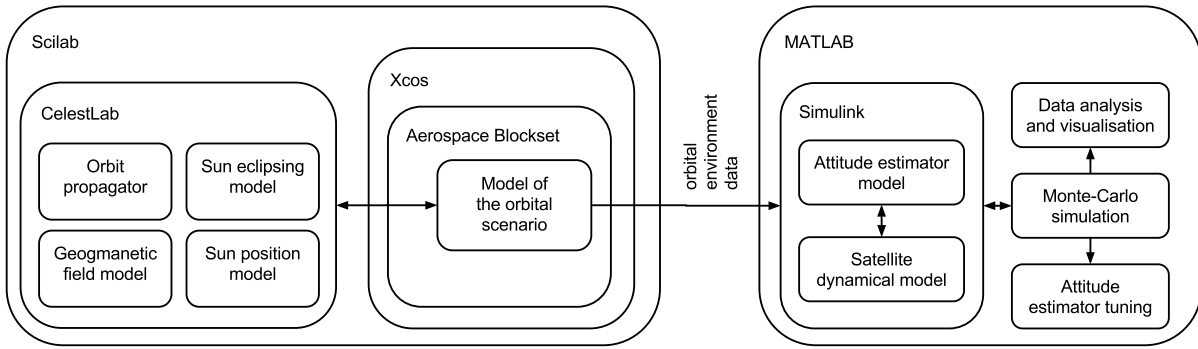 Scilab
CelestLab
Orbit
propagator
Sun eclipsing
model
Geogmanetic
field model
Sun position
model
Xcos
Aerospace Blockset
Model of
the orbital
scenario
orbital
environment
data
MATLAB
Simulink
Attitude estimator
model
Satellite
dynamical model
Data analysis
and visualisation
Monte-Carlo
simulation
Attitude
estimator tuning